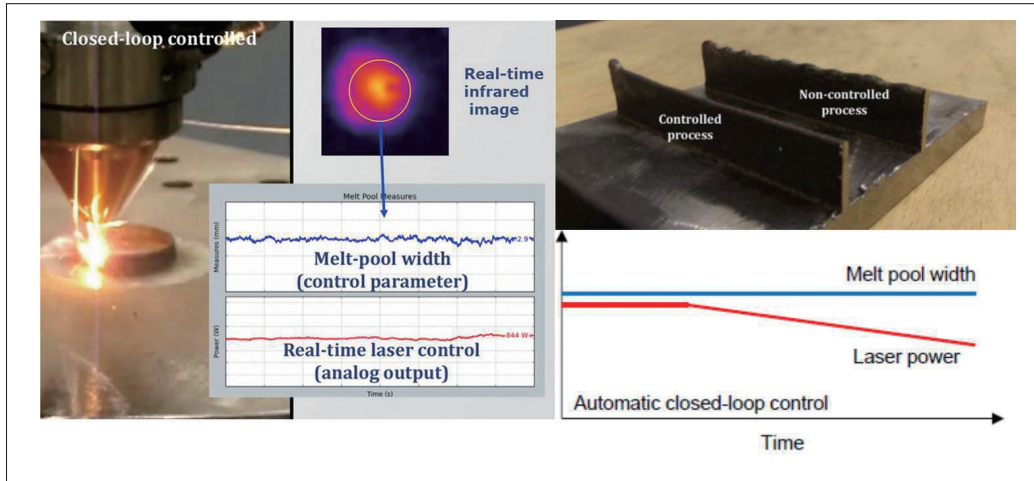 Closed-loop controlled
Real-time
infrared
image
Melt Pool Measures
Measures (mm)
2.9
Melt-pool width
(control parameter)
Power (W)
844 W
Real-time laser control
(analog output)
Time (s)
Non-controlled
process
Controlled
process
Melt pool width
Laser power
Automatic closed-loop control
Time